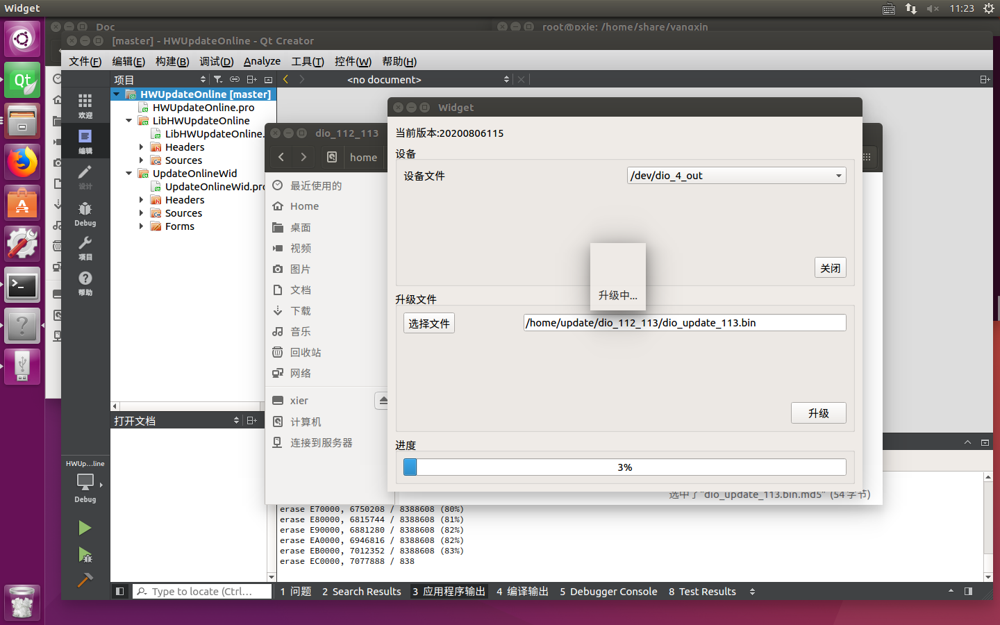 Widget
11:23
Doc
root@pxie: /home/share/yangxin
[master] - HWUpdateOnline - Qt Creator
文件(F) 编辑(E) 构建(B) 调试(D) Analyze 工具(T) 控件(W) 帮助(H)
项目
<no document>
欢迎
编辑
设计
Debug
项目
帮助
HWUpdateOnline [master]
HWUpdateOnline.pro
LibHWUpdateOnline
LibHWUpdateOnline.
Headers
Sources
UpdateOnlineWid
UpdateOnlineWid.pro
Headers
Sources
Forms
打开文档
HWUp...line
Debug
dio_112_113
home
最近使用的
Home
桌面
视频
图片
文档
下载
音乐
回收站
网络
xier
计算机
连接到服务器
选中了"dio_update_113.bin.md5" (54 字节)
Widget
当前版本:20200806115
设备
设备文件
/dev/dio_4_out
关闭
升级中...
升级文件
选择文件
/home/update/dio_112_113/dio_update_113.bin
升级
进度
3%
erase E70000, 6750208 / 8388608 (80%)
erase E80000, 6815744 / 8388608 (81%)
erase E90000, 6881280 / 8388608 (82%)
erase EA0000, 6946816 / 8388608 (82%)
erase EB0000, 7012352 / 8388608 (83%)
erase EC0000, 7077888 / 838
Type to locate (Ctrl...
1 问题 2 Search Results 3 应用程序输出 4 编译输出 5 Debugger Console 8 Test Results